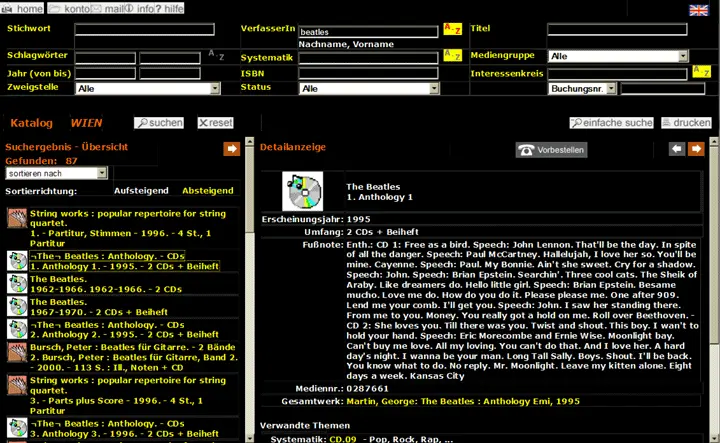 home konto mail info ? hilfe
Stichwort VerfasserIn beatles A Z Titel
Nachname, Vorname
Schlagwörter A Z Systematik A Z Mediengruppe Alle
Jahr (von bis) ISBN Interessenkreis A Z
Zweigstelle Alle Status Alle Buchungsnr.
Katalog WIEN suchen reset einfache suche drucken
Suchergebnis - Übersicht
Gefunden: 87
sortieren nach
Sortierrichtung: Aufsteigend Absteigend
String works : popular repertoire for string
quartet.
1. - Partitur, Stimmen - 1996. - 4 St., 1
Partitur
¬The¬ Beatles : Anthology. - CDs
1. Anthology 1. - 1995. - 2 CDs + Beiheft
The Beatles.
1962-1966. 1962-1966. - 2 CDs
The Beatles.
1967-1970. - 2 CDs + Beiheft
¬The¬ Beatles : Anthology. - CDs
2. Anthology 2. - 1995. - 2 CDs + Beiheft
Bursch, Peter : Beatles für Gitarre. - 2 Bände
2. Bursch, Peter : Beatles für Gitarre, Band 2.
- 2000. - 113 S. : Ill., Noten + CD
String works : popular repertoire for string
quartet.
3. - Parts plus Score - 1996. - 4 St., 1
Partitur
¬The¬ Beatles : Anthology. - CDs
3. Anthology 3. - 1995. - 2 CDs + Beiheft
Detailanzeige Vorbestellen
The Beatles
1. Anthology 1
Erscheinungsjahr: 1995
Umfang: 2 CDs + Beiheft
Fußnote: Enth.: CD 1: Free as a bird. Speech: John Lennon. That'll be the day. In spite
of all the danger. Speech: Paul McCartney. Hallelujah, I love her so. You'll be
mine. Cayenne. Speech: Paul. My Bonnie. Ain't she sweet. Cry for a shadow.
Speech: John. Speech: Brian Epstein. Searchin'. Three cool cats. The Sheik of
Araby. Like dreamers do. Hello little girl. Speech: Brian Epstein. Besame
mucho. Love me do. How do you do it. Please please me. One after 909.
Lend me your comb. I'll get you. Speech: John. I saw her standing there.
From me to you. Money. You really got a hold on me. Roll over Beethoven. -
CD 2: She loves you. Till there was you. Twist and shout. This boy. I wan't to
hold your hand. Speech: Eric Morecombe and Ernie Wise. Moonlight bay.
Can't buy me love. All my loving. You can't do that. And I love her. A hard
day's night. I wanna be your man. Long Tall Sally. Boys. Shout. I'll be back.
You know what to do. No reply. Mr. Moonlight. Leave my kitten alone. Eight
days a week. Kansas City
Mediennr.: 0287661
Gesamtwerk: Martin, George: The Beatles : Anthology Emi, 1995
Verwandte Themen
Systematik: CD.09 - Pop, Rock, Rap, ...